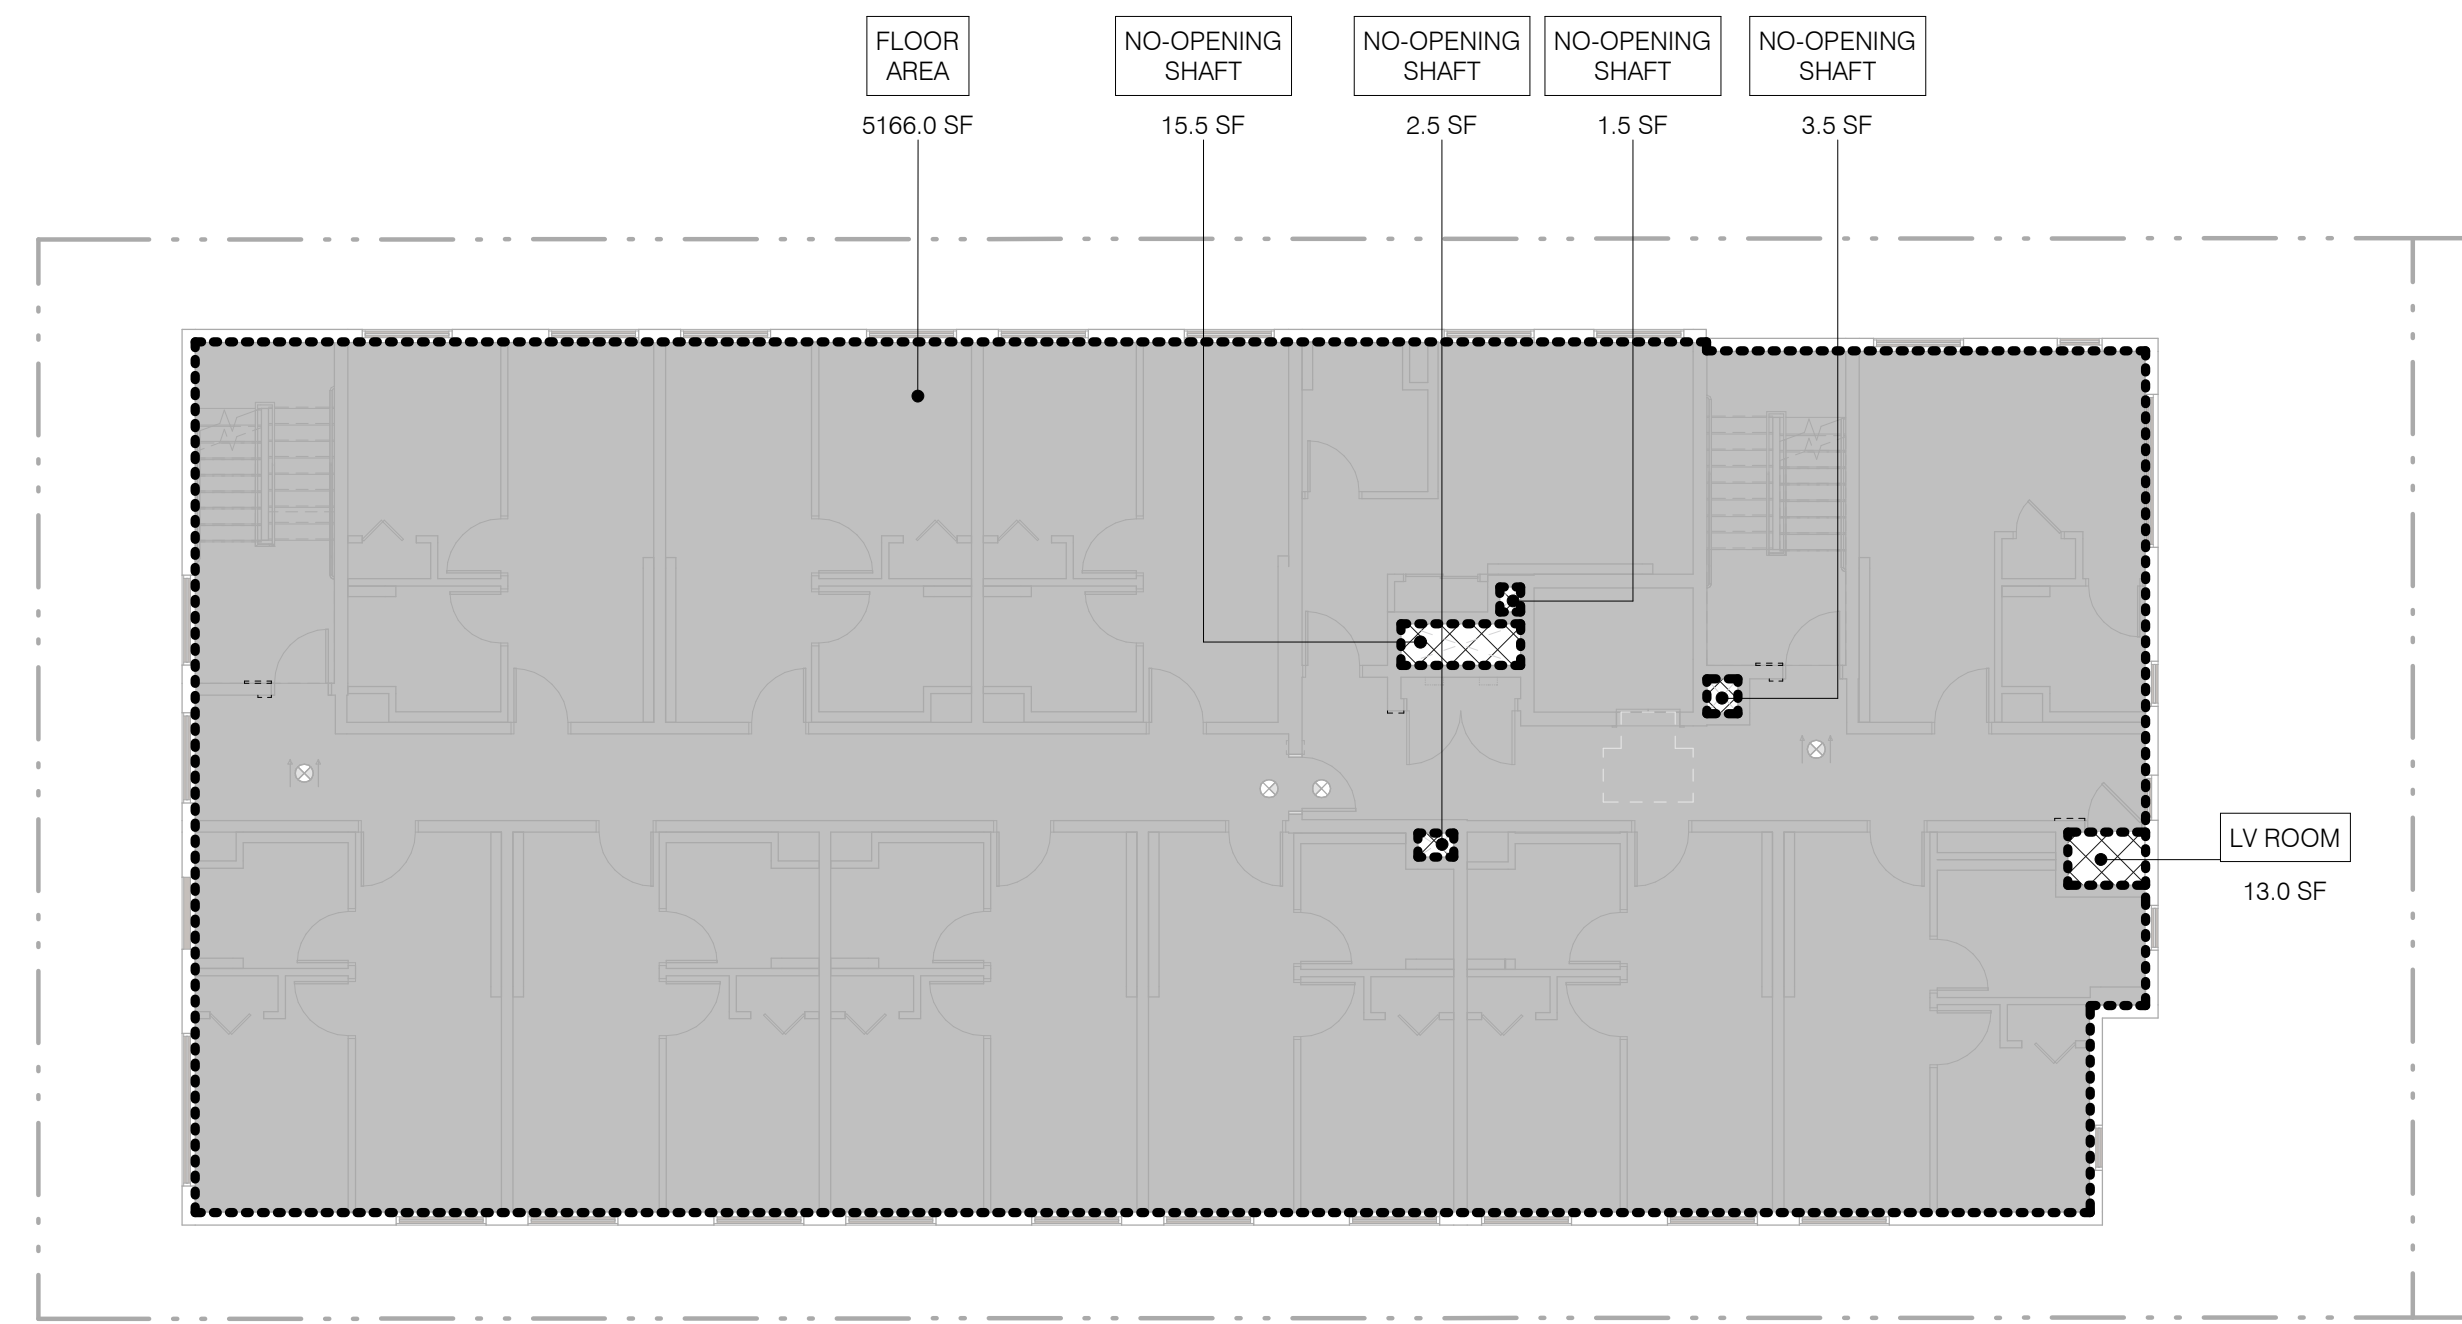 FLOOR
AREA
5166.0 SF
NO-OPENING
SHAFT
15.5 SF
NO-OPENING
SHAFT
2.5 SF
NO-OPENING
SHAFT
1.5 SF
NO-OPENING
SHAFT
3.5 SF
LV ROOM
13.0 SF